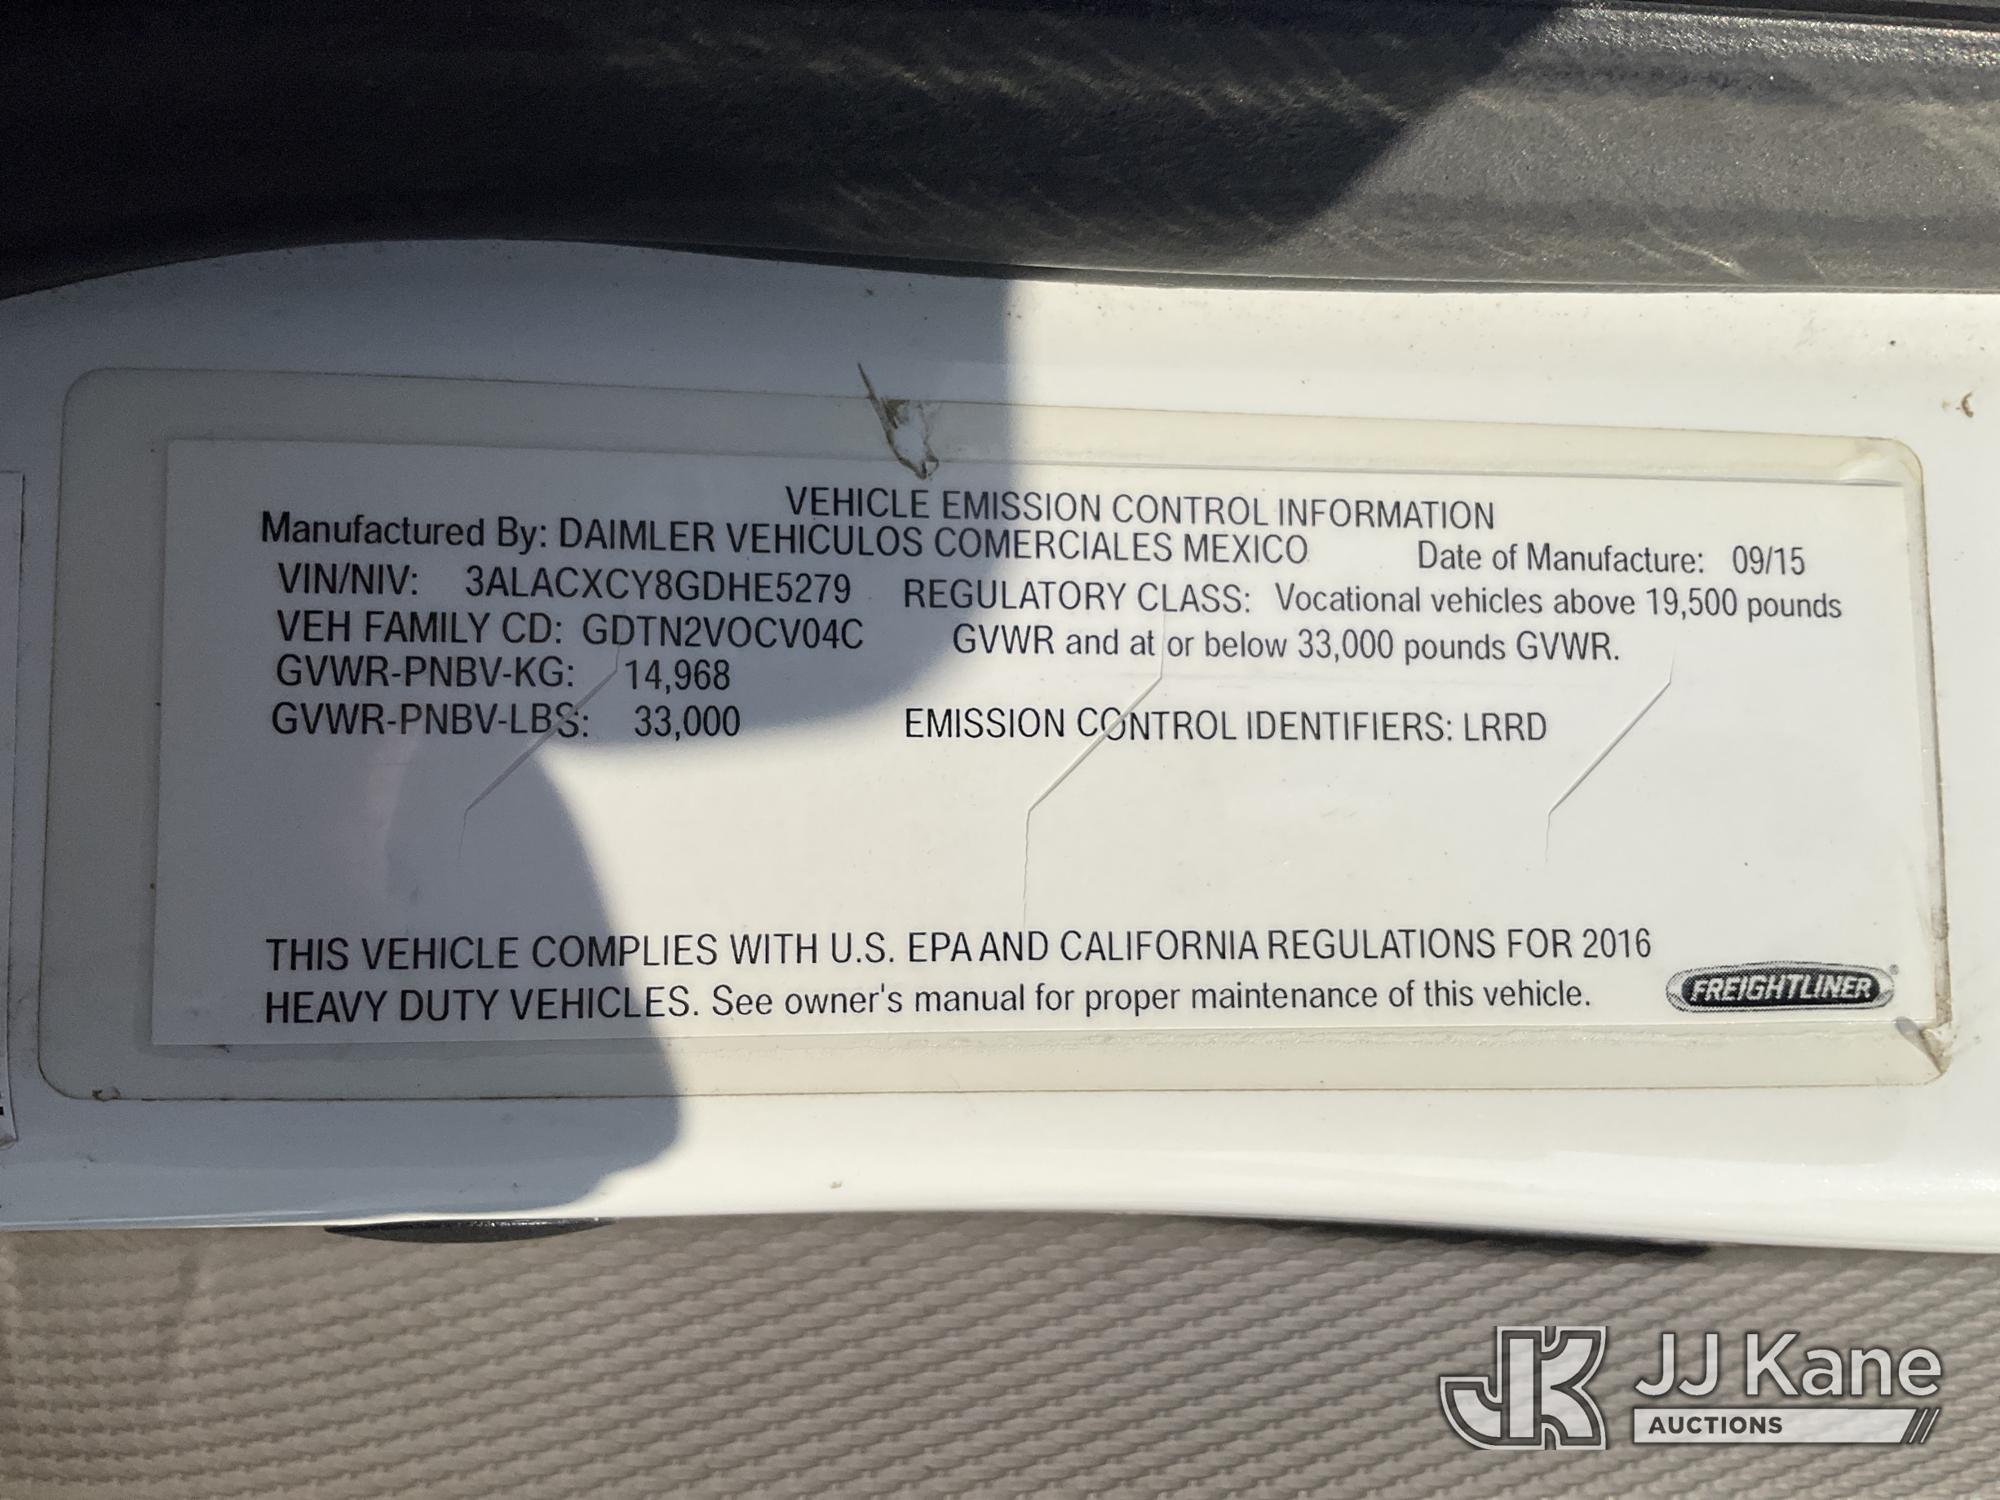 VEHICLE EMISSION CONTROL INFORMATION
Manufactured By: DAIMLER VEHICULOS COMERCIALES MEXICO Date of Manufacture: 09/15
VIN/NIV: 3ALACXCY8GDHE5279 REGULATORY CLASS: Vocational vehicles above 19,500 pounds
VEH FAMILY CD: GDTN2VOCV04C GVWR and at or below 33,000 pounds GVWR.
GVWR-PNBV-KG: 14,968
GVWR-PNBV-LBS: 33,000 EMISSION CONTROL IDENTIFIERS: LRRD
THIS VEHICLE COMPLIES WITH U.S. EPA AND CALIFORNIA REGULATIONS FOR 2016
HEAVY DUTY VEHICLES. See owner's manual for proper maintenance of this vehicle.
FREIGHTLINER®
JK JJ Kane
AUCTIONS